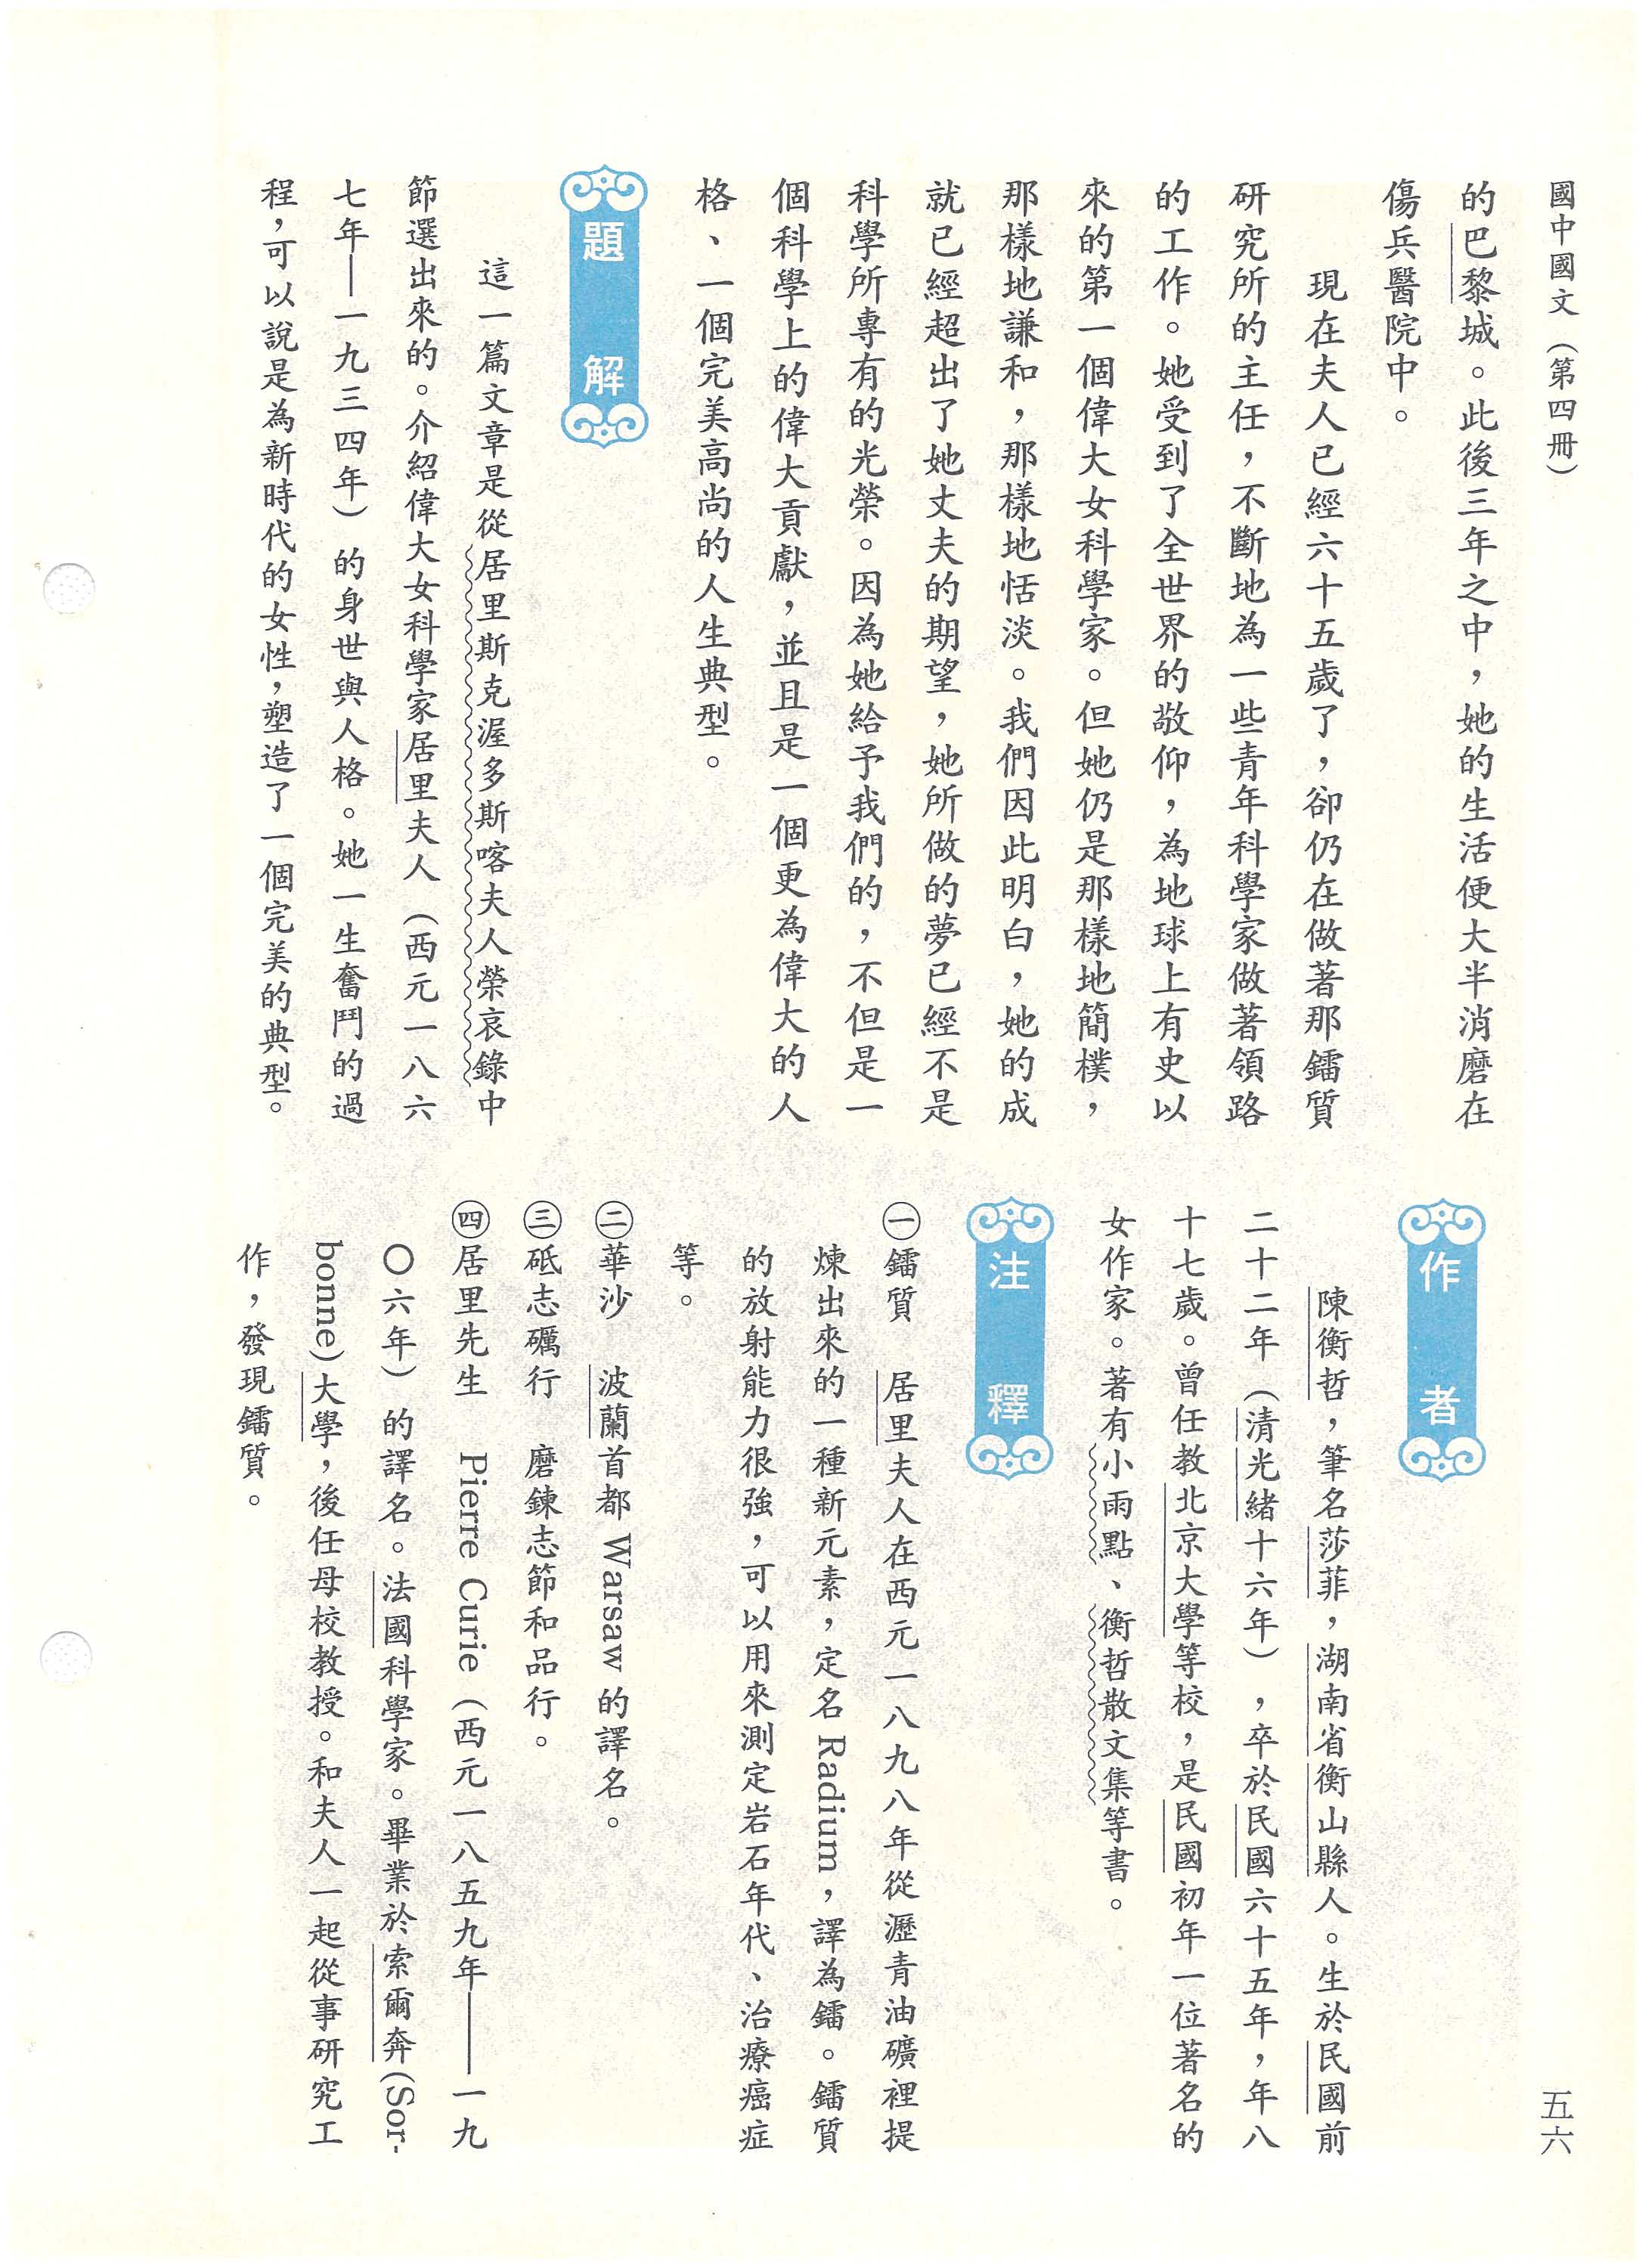 國中國文（第四冊）
五六
的巴黎城。此後三年之中，她的生活便大半消磨在
傷兵醫院中。
現在夫人已經六十五歲了，卻仍在做著那鐳質
研究所的主任，不斷地為一些青年科學家做著領路
的工作。她受到了全世界的敬仰，為地球上有史以
來的第一個偉大女科學家。但她仍是那樣地簡樸，
那樣地謙和，那樣地恬淡。我們因此明白，她的成
就已經超出了她丈夫的期望，她所做的夢已經不是
科學所專有的光榮。因為她給予我們的，不但是一
個科學上的偉大貢獻，並且是一個更為偉大的人
格、一個完美高尚的人生典型。
題解
這一篇文章是從居里斯克渥多斯喀夫人榮哀錄中
節選出來的。介紹偉大女科學家居里夫人（西元一八六
七年—一九三四年）的身世與人格。她一生奮鬥的過
程，可以說是為新時代的女性，塑造了一個完美的典型。
作者
陳衡哲，筆名莎菲，湖南省衡山縣人。生於民國前
二十二年（清光緒十六年），卒於民國六十五年，年八
十七歲。曾任教北京大學等校，是民國初年一位著名的
女作家。著有小雨點、衡哲散文集等書。
注釋
㊀鐳質　居里夫人在西元一八九八年從瀝青油礦裡提
煉出來的一種新元素，定名 Radium，譯為鐳。鐳質
的放射能力很強，可以用來測定岩石年代、治療癌症
等。
㊁華沙　波蘭首都 Warsaw 的譯名。
㊂砥志礪行　磨鍊志節和品行。
㊃居里先生　Pierre Curie（西元一八五九年——一九
〇六年）的譯名。法國科學家。畢業於索爾奔(Sor-
bonne)大學，後任母校教授。和夫人一起從事研究工
作，發現鐳質。